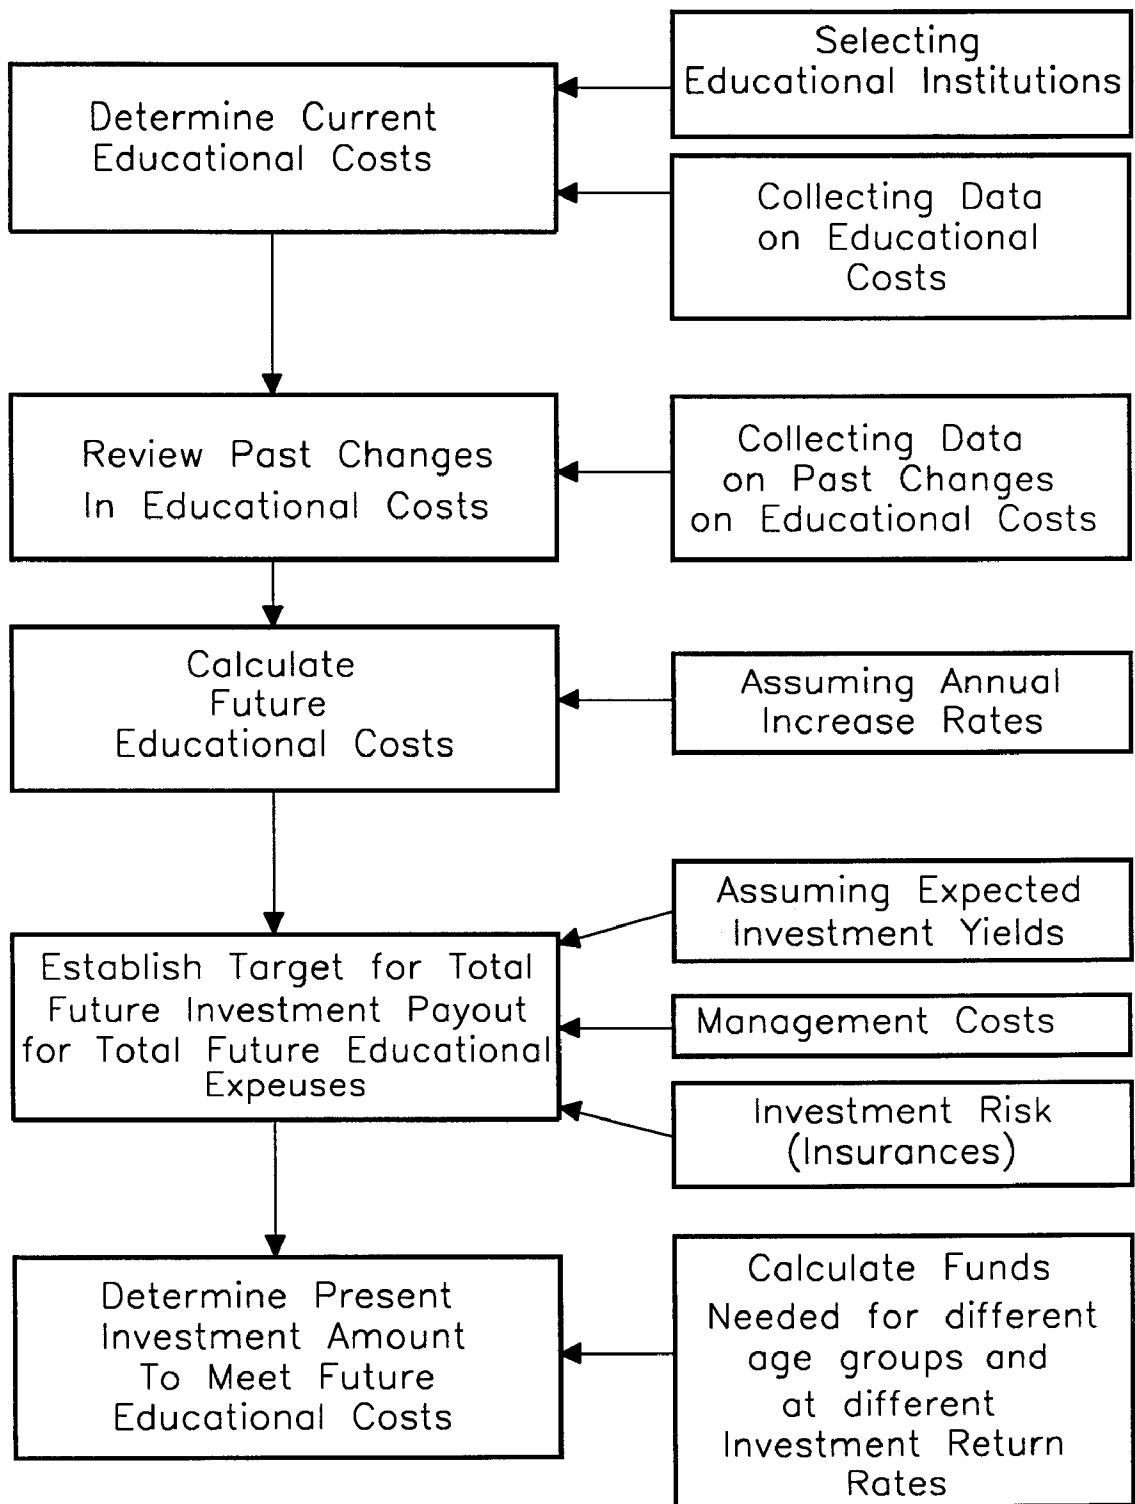 Selecting
Educational Institutions
Determine Current
Educational Costs
Collecting Data
on Educational
Costs
Review Past Changes
In Educational Costs
Collecting Data
on Past Changes
on Educational Costs
Calculate
Future
Educational Costs
Assuming Annual
Increase Rates
Assuming Expected
Investment Yields
Establish Target for Total
Future Investment Payout
for Total Future Educational
Expeuses
Management Costs
Investment Risk
(Insurances)
Determine Present
Investment Amount
To Meet Future
Educational Costs
Calculate Funds
Needed for different
age groups and
at different
Investment Return
Rates